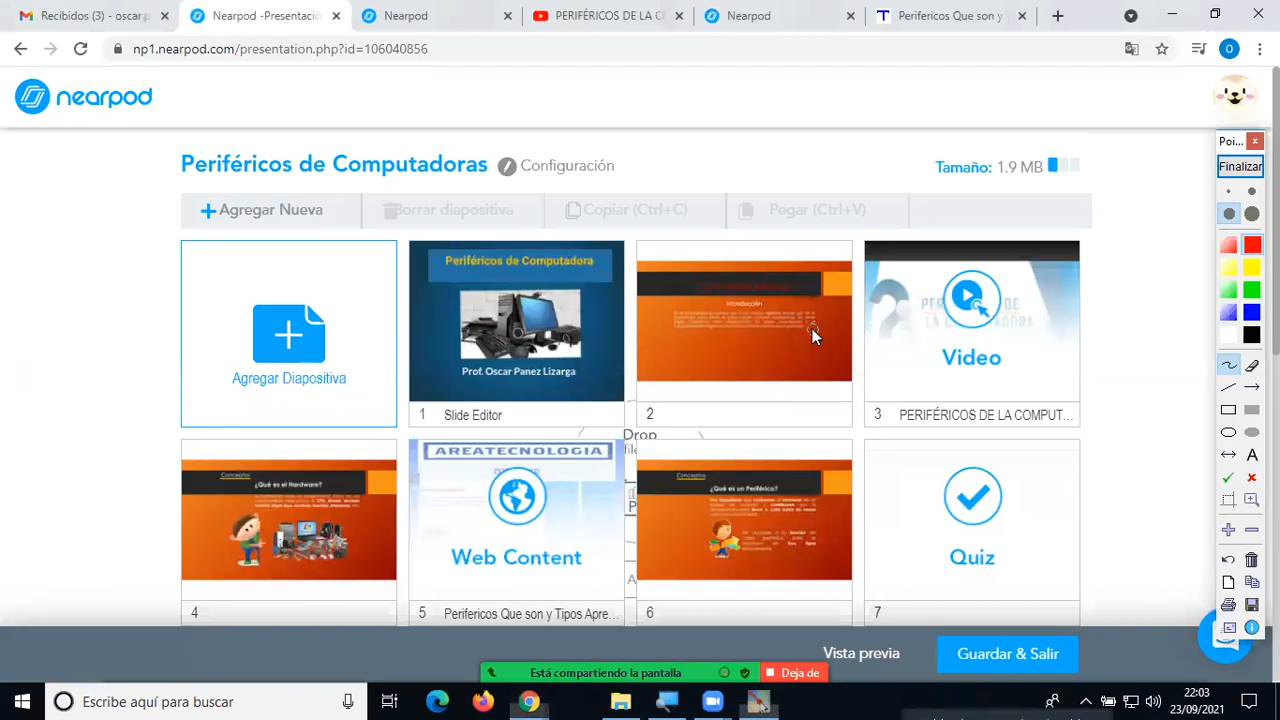 Recibidos (3) - oscar.p
Nearpod -Presentació
Nearpod
PERIFÉRICOS DE LA CO
Nearpod
Perifericos Que son y T
np1.nearpod.com/presentation.php?id=106040856
O
nearpod
Poi...
Finalizar
Periféricos de Computadoras
Configuración
Tamaño: 1.9 MB
Agregar Nueva
Borrar diapositiva
Copiar (Ctrl+C)
Pegar (Ctrl+V)
Agregar Diapositiva
Periféricos de Computadora
Prof. Oscar Panez Lizarga
1 Slide Editor
Introducción
2
Video
3 PERIFÉRICOS DE LA COMPUT...
Drop
Conceptos
¿Qué es el Hardware?
4
AREATECNOLOGIA
Web Content
5 Perifericos Que son y Tipos Apre...
Conceptos
¿Qué es un Periférico?
6
Quiz
7
A
Vista previa
Guardar & Salir
Está compartiendo la pantalla
Deja de
Escribe aquí para buscar
22:03
23/09/2021